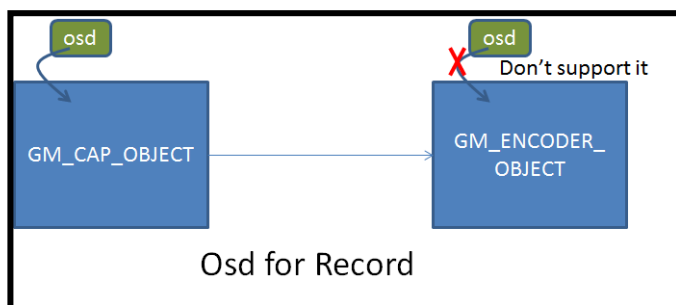 osd
osd
Don't support it
GM_CAP_OBJECT
GM_ENCODER_
OBJECT
Osd for Record